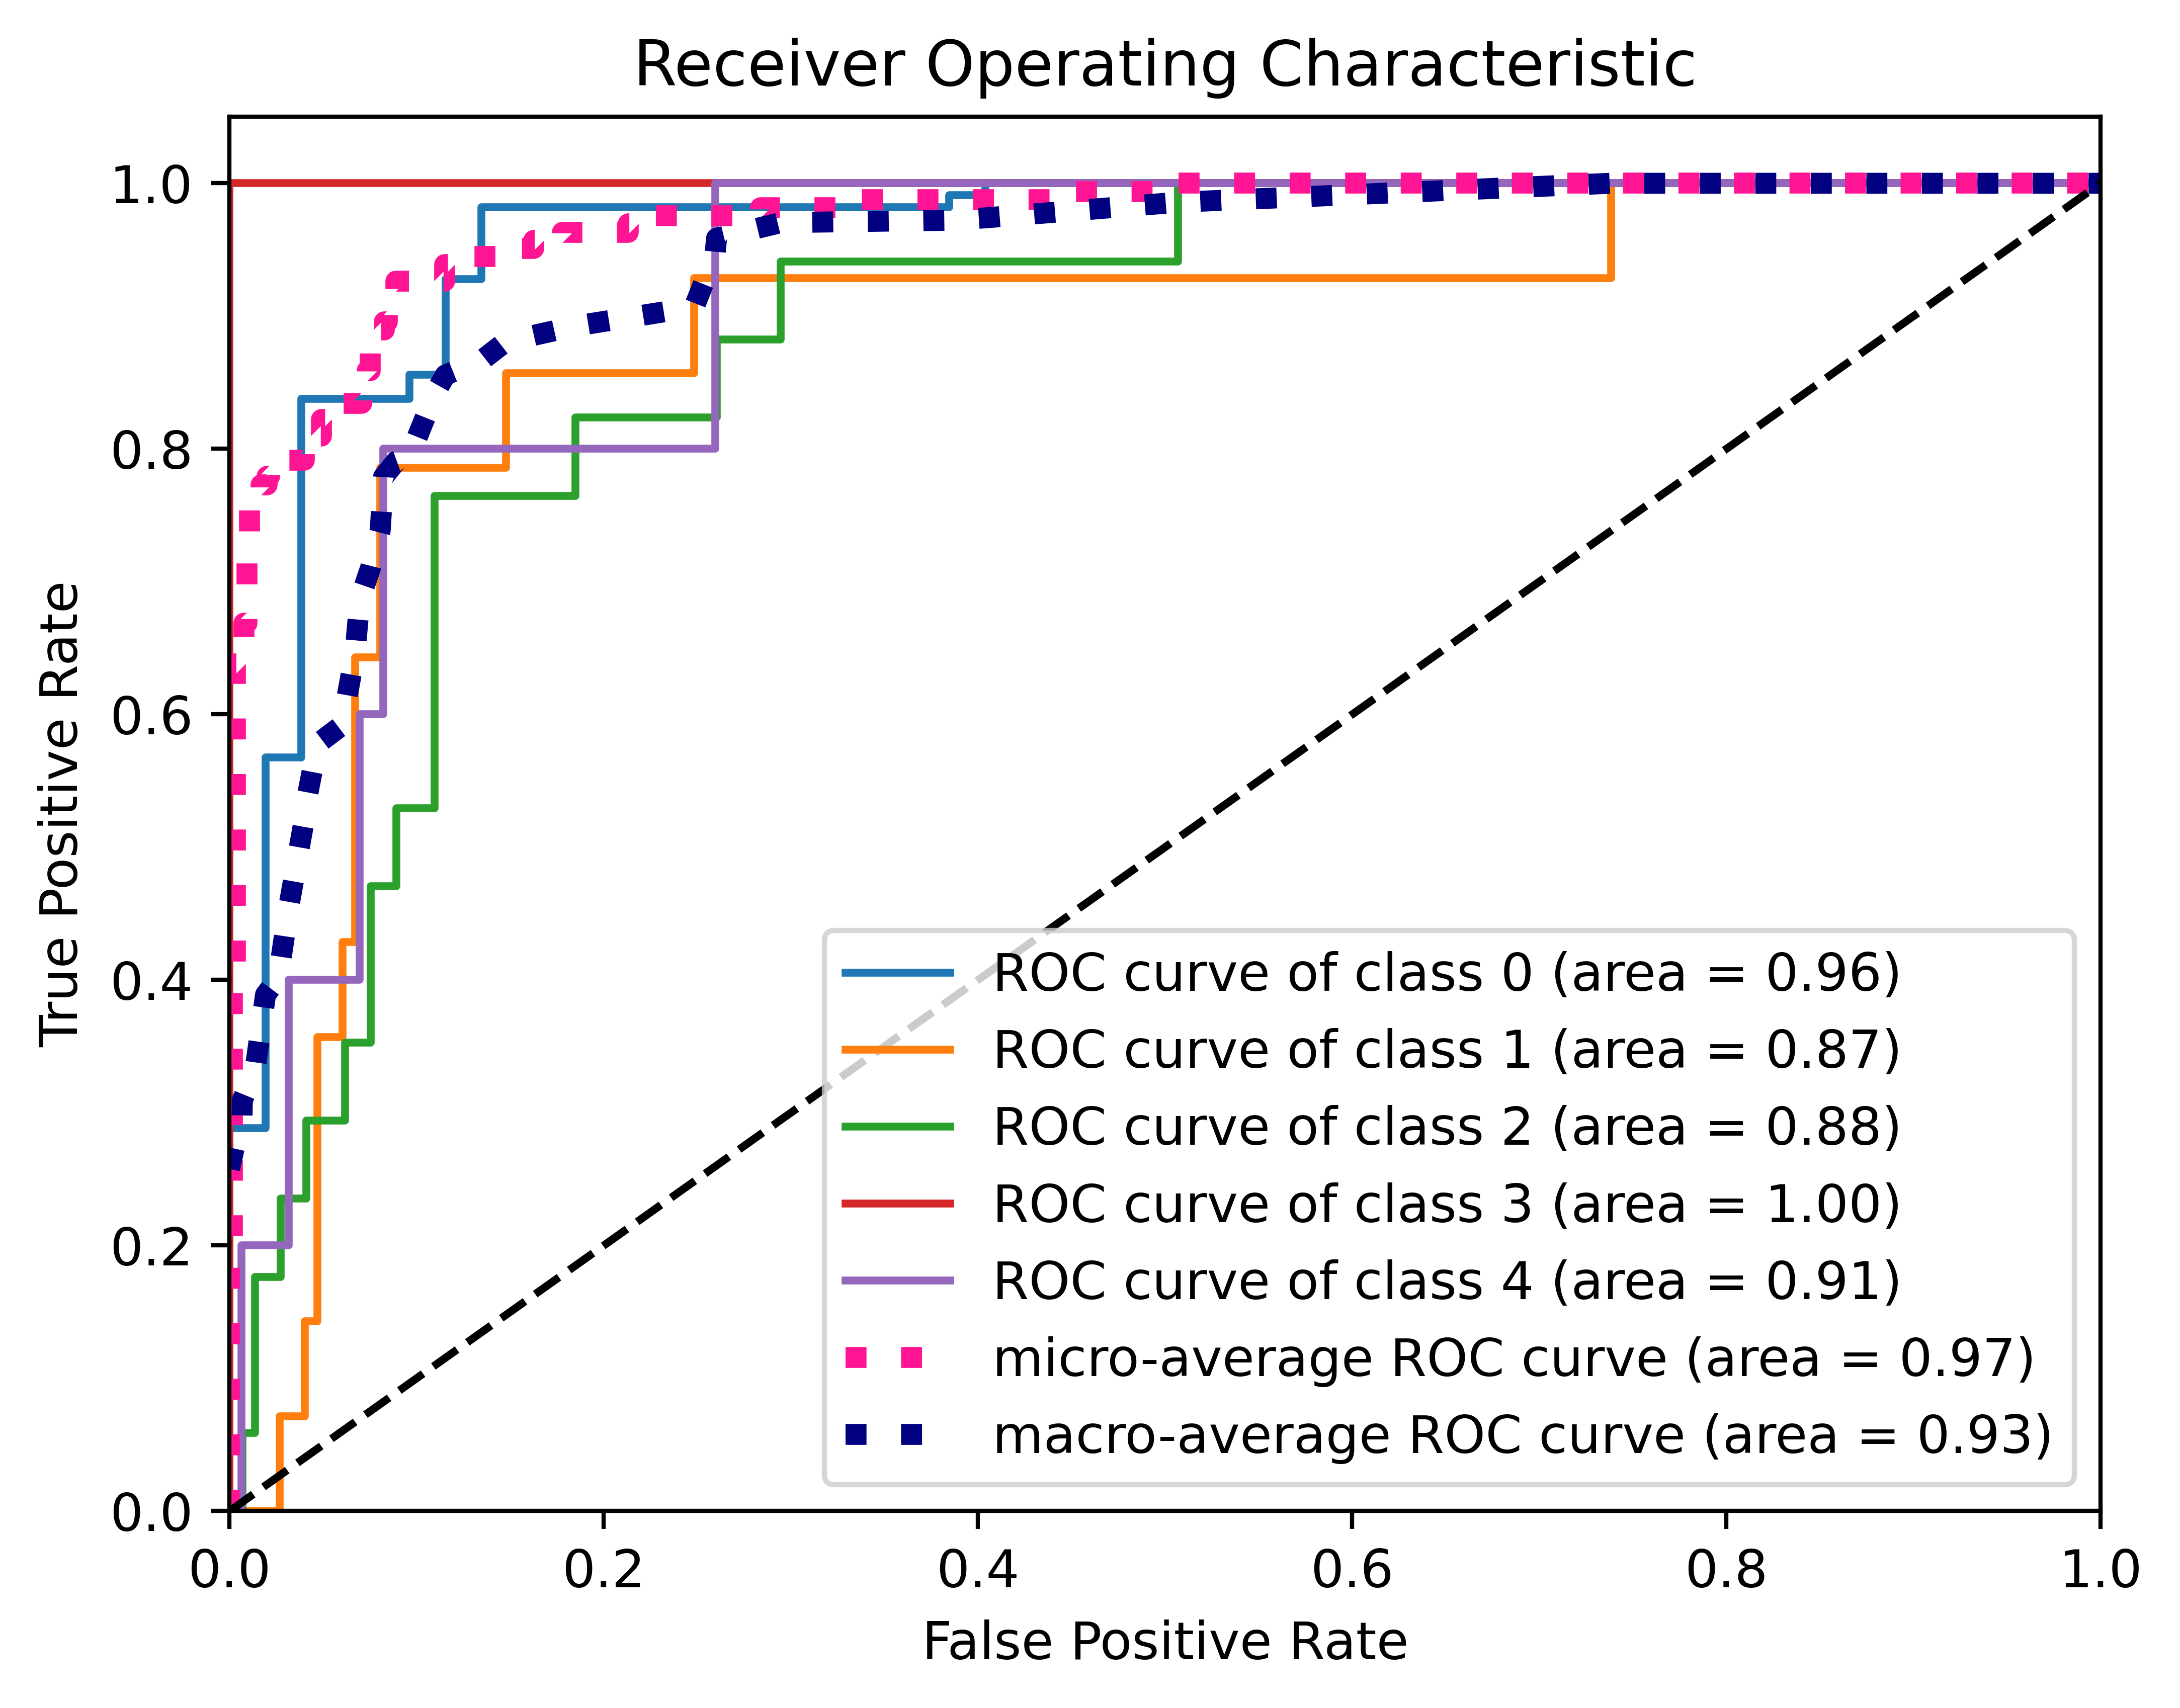 Receiver Operating Characteristic
1.0
0.8
0.6
0.4
0.2
0.0
True Positive Rate
ROC curve of class 0 (area = 0.96)
ROC curve of class 1 (area = 0.87)
ROC curve of class 2 (area = 0.88)
ROC curve of class 3 (area = 1.00)
ROC curve of class 4 (area = 0.91)
micro-average ROC curve (area = 0.97)
macro-average ROC curve (area = 0.93)
0.0 0.2 0.4 0.6 0.8 1.0
False Positive Rate